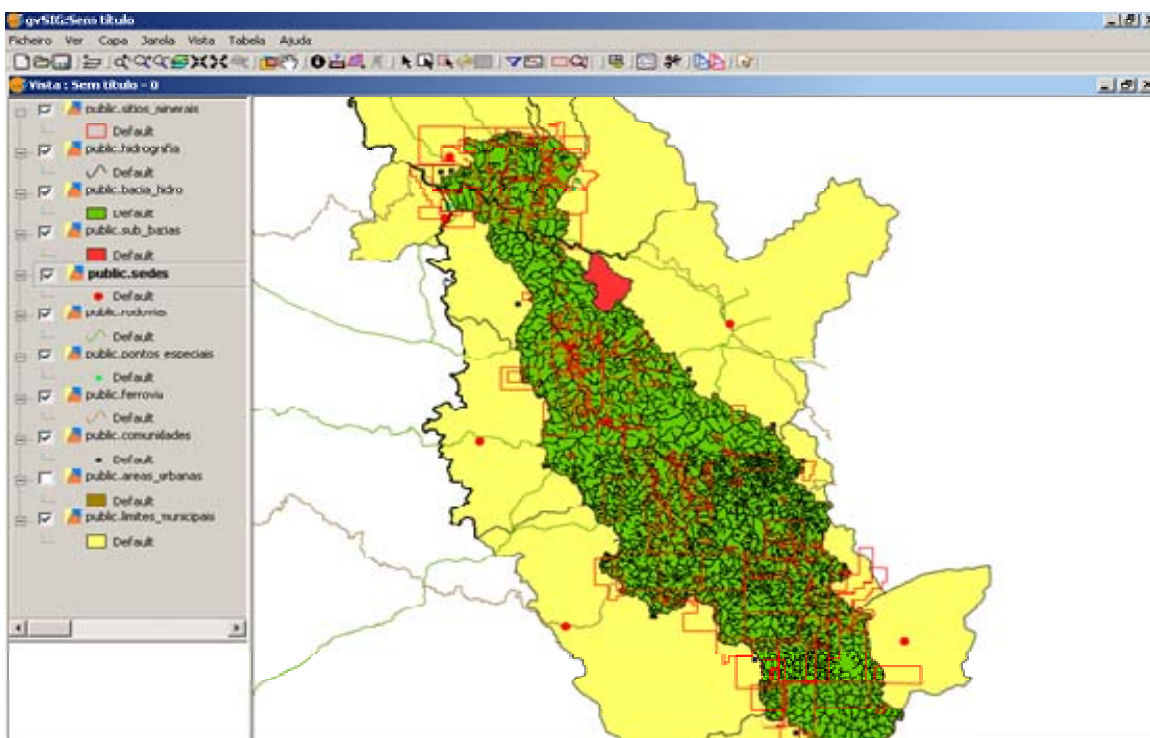 gvSIG:Sem título
Ficheiro Ver Capa Janela Vista Tabela Ajuda
Vista : Sem título - 0
public.sitios_minerais
Default
public.hidrografia
Default
public.bacia_hidro
Default
public.sub_bacias
Default
public.sedes
Default
public.rodovias
Default
public.pontos_especiais
Default
public.ferrovia
Default
public.comunidades
Default
public.areas_urbanas
Default
public.limites_municipais
Default